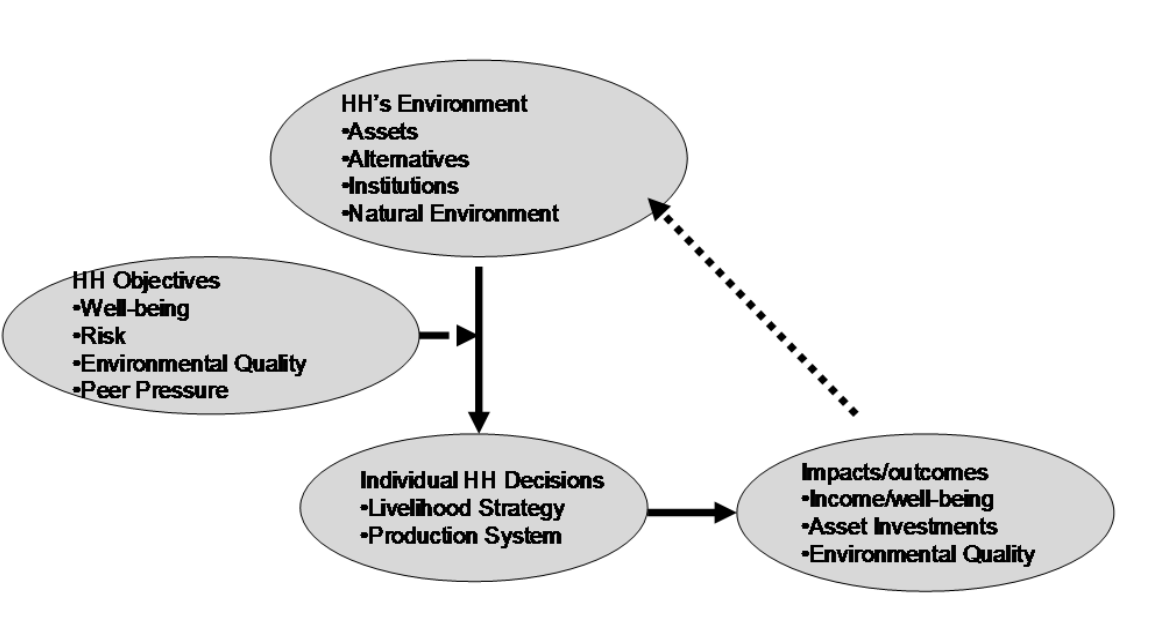 HH's Environment
•Assets
•Alternatives
•Institutions
•Natural Environment
HH Objectives
•Well-being
•Risk
•Environmental Quality
•Peer Pressure
Individual HH Decisions
•Livelihood Strategy
•Production System
Impacts/outcomes
•Income/well-being
•Asset Investments
•Environmental Quality